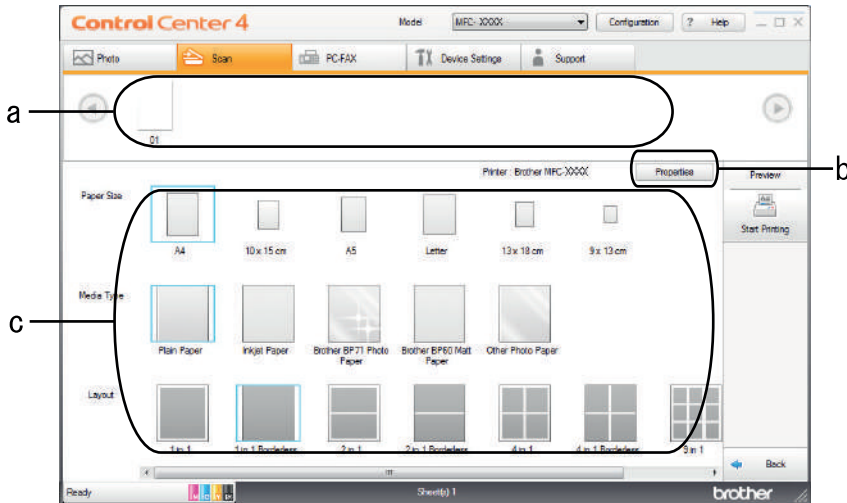 Control Center 4 Model MFC- XXXX Configuration ? Help
Photo Scan PC-FAX Device Settings Support
a
01
Printer : Brother MFC-XXXX Properties
b
Preview
Start Printing
Paper Size
A4 10 x 15 cm A5 Letter 13 x 18 cm 9 x 13 cm
Media Type
c
Plain Paper Inkjet Paper Brother BP71 Photo Paper Brother BP60 Matt Paper Other Photo Paper
Layout
1 in 1 1 in 1 Borderless 2 in 1 2 in 1 Borderless 4 in 1 4 in 1 Borderless 9 in 1
Back
Ready M C Y BK Sheet(s) 1 brother